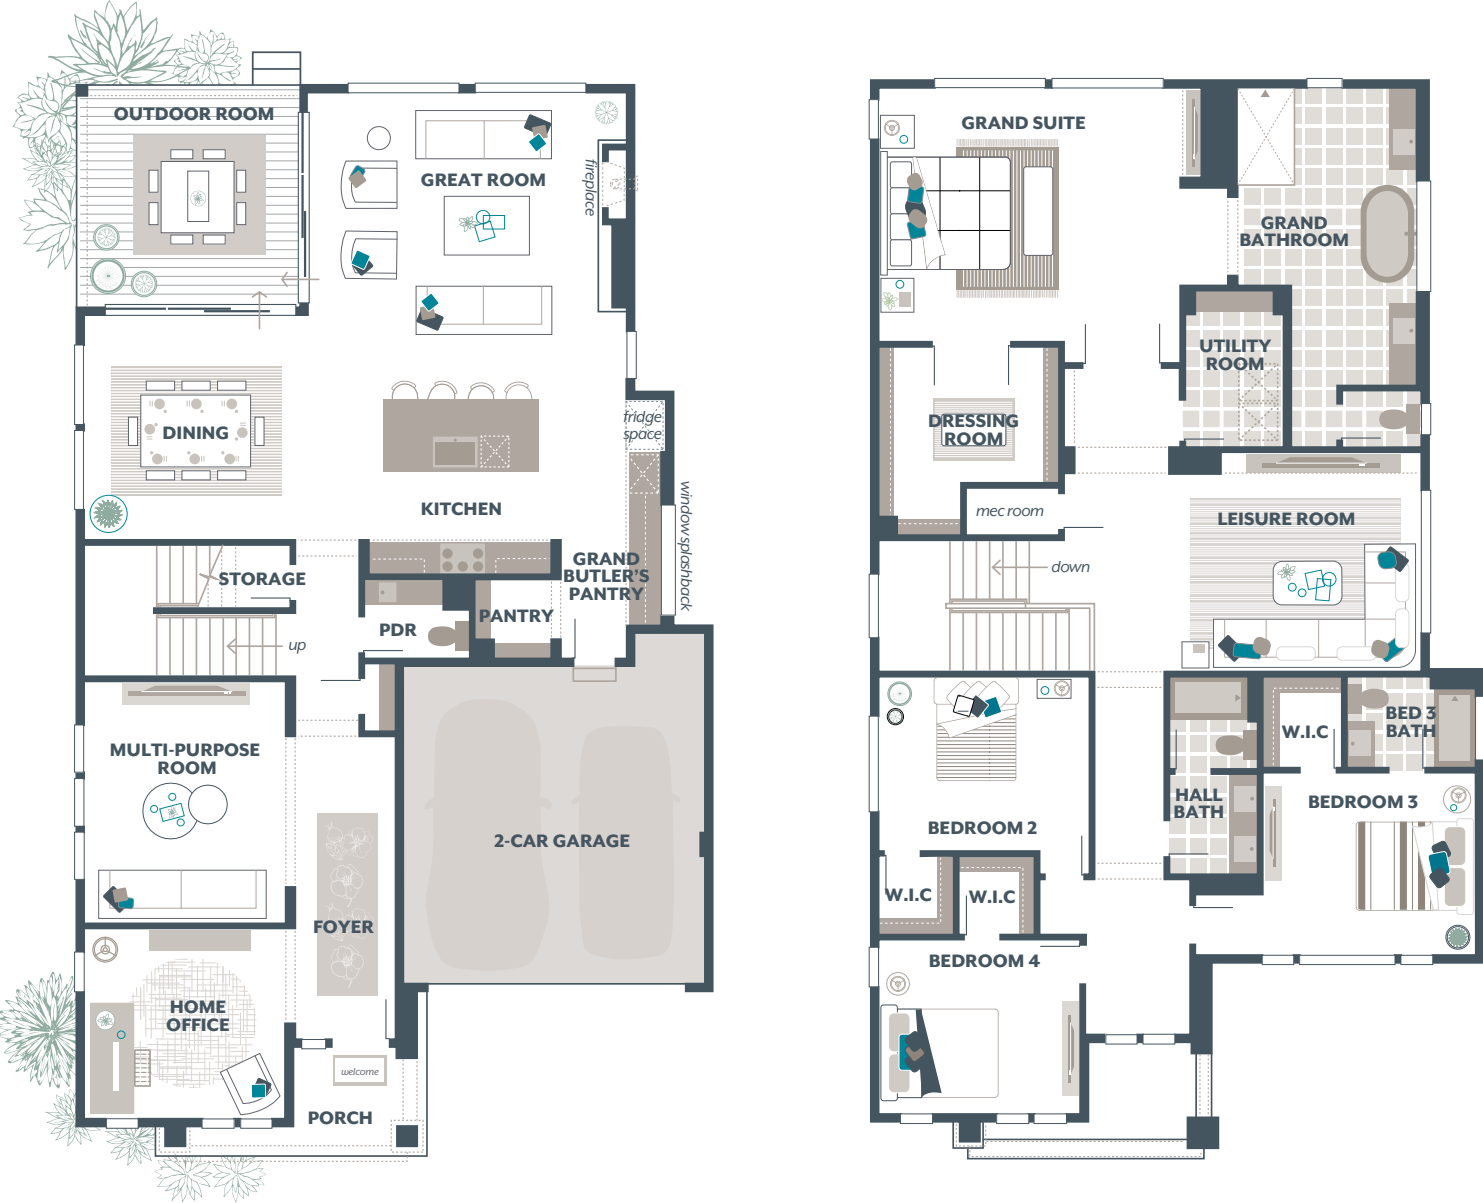 OUTDOOR ROOM
GREAT ROOM
fireplace
DINING
fridge
space
KITCHEN
window splashback
GRAND
BUTLER'S
PANTRY
STORAGE
PANTRY
PDR
up
MULTI-PURPOSE
ROOM
2-CAR GARAGE
FOYER
HOME
OFFICE
welcome
PORCH
GRAND SUITE
GRAND
BATHROOM
UTILITY
ROOM
DRESSING
ROOM
mec room
LEISURE ROOM
down
BED 3
BATH
W.I.C
HALL
BATH
BEDROOM 3
BEDROOM 2
W.I.C
W.I.C
BEDROOM 4